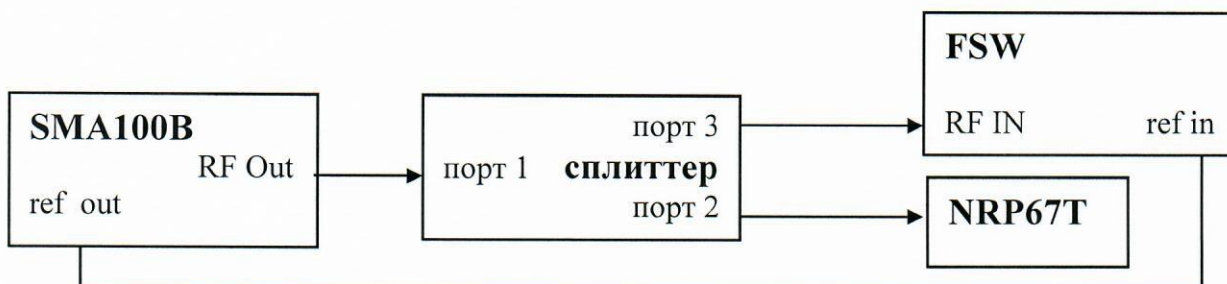 SMA100B
RF Out
ref out
порт 3
порт 1 сплиттер
порт 2
FSW
RF IN ref in
NRP67T